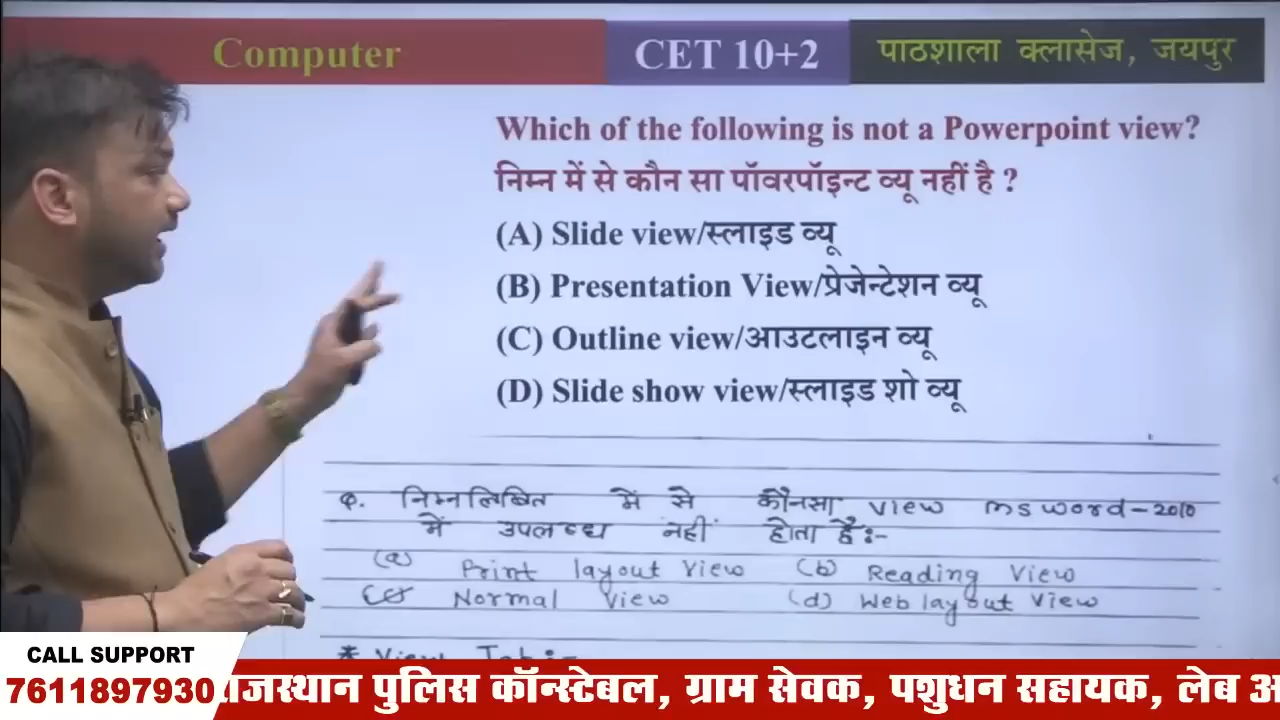 Computer CET 10+2 पाठशाला क्लासेज, जयपुर
Which of the following is not a Powerpoint view?
निम्न में से कौन सा पॉवरपॉइन्ट व्यू नहीं है ?
(A) Slide view/स्लाइड व्यू
(B) Presentation View/प्रेजेन्टेशन व्यू
(C) Outline view/आउटलाइन व्यू
(D) Slide show view/स्लाइड शो व्यू
Q. निम्नलिखित में से कौनसा view ms word-2010
में उपलब्ध नहीं होता है:-
(a) Print layout view (b) Reading view
Normal view (d) Web layout view
* View Tab:-
CALL SUPPORT
7611897930
राजस्थान पुलिस कॉन्स्टेबल, ग्राम सेवक, पशुधन सहायक, लेब